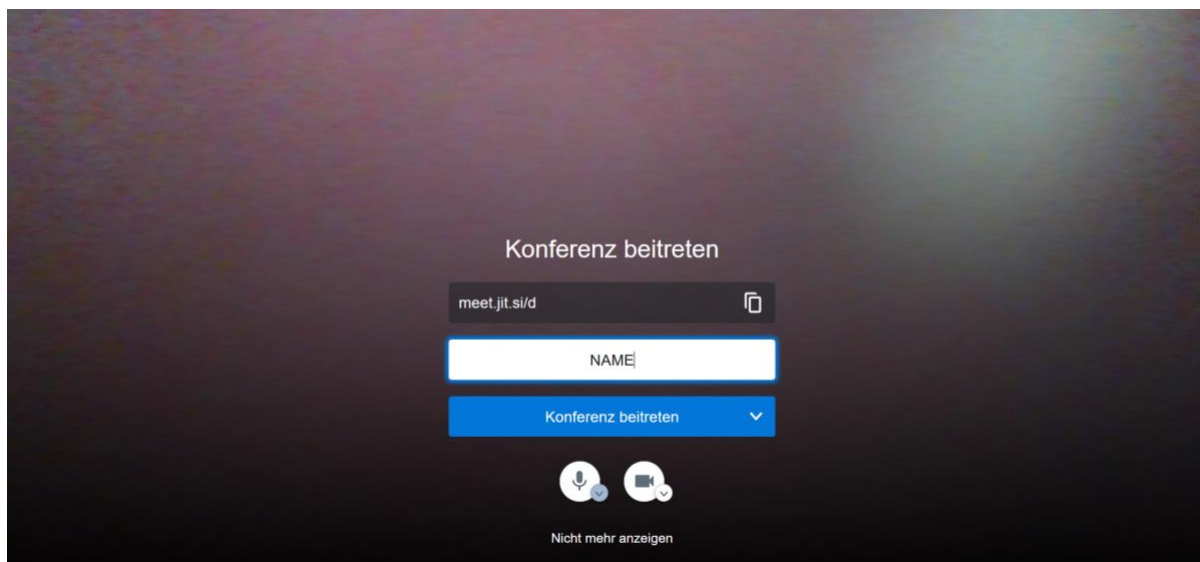 Konferenz beitreten
meet.jit.si/d
NAME
Konferenz beitreten
Nicht mehr anzeigen